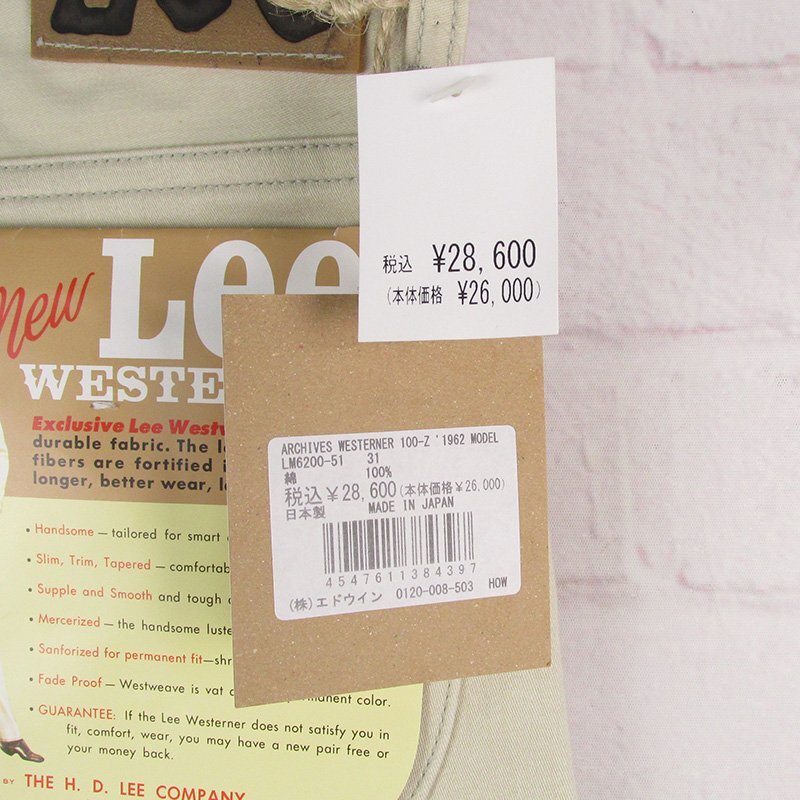 税込 ¥28,600
(本体価格 ¥26,000)
New Lee
WESTE
Exclusive Lee
durable fabric. The
fibers are fortified
longer, better wear,
• Handsome — tailored for smart
• Slim, Trim, Tapered — comfortab
• Supple and Smooth and tough
• Mercerized — the handsome luste
• Sanforized for permanent fit—shr
• Fade Proof — Westweave is vat permanent color.
• GUARANTEE: If the Lee Westerner does not satisfy you in
fit, comfort, wear, you may have a new pair free or
your money back.
BY THE H. D. LEE COMPANY
ARCHIVES WESTERNER 100-Z '1962 MODEL
LM6200-51 31
綿 100%
税込¥28,600(本体価格¥26,000)
日本製 MADE IN JAPAN
4547611384397
(株)エドウイン 0120-008-503 HOW